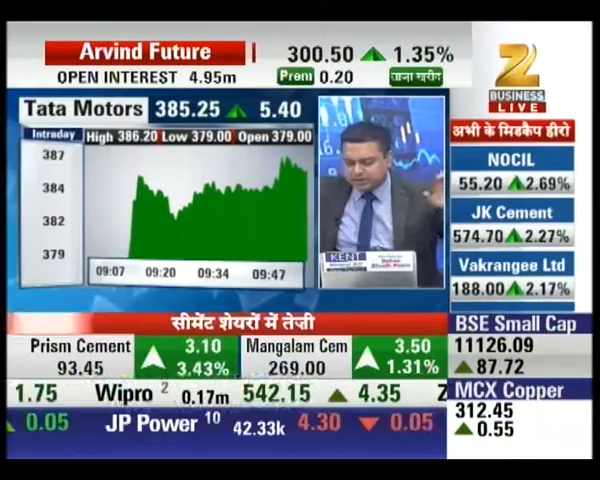 Arvind Future
300.50 1.35%
OPEN INTEREST 4.95m
Prem 0.20 ताज़ा खरीद
Z
BUSINESS
LIVE
Tata Motors 385.25 5.40
Intraday High 386.20 Low 379.00 Open 379.00
387
384
382
379
09:07 09:20 09:34 09:47
KENT
अभी के मिडकैप हीरो
NOCIL
55.20 2.69%
JK Cement
574.70 2.27%
Vakrangee Ltd
188.00 2.17%
सीमेंट शेयरों में तेज़ी
Prism Cement 3.10
93.45 3.43%
Mangalam Cem 3.50
269.00 1.31%
BSE Small Cap
11126.09
87.72
MCX Copper
312.45
0.55
1.75 Wipro 2 0.17m 542.15 4.35 Z
0.05 JP Power 10 42.33k 4.30 0.05